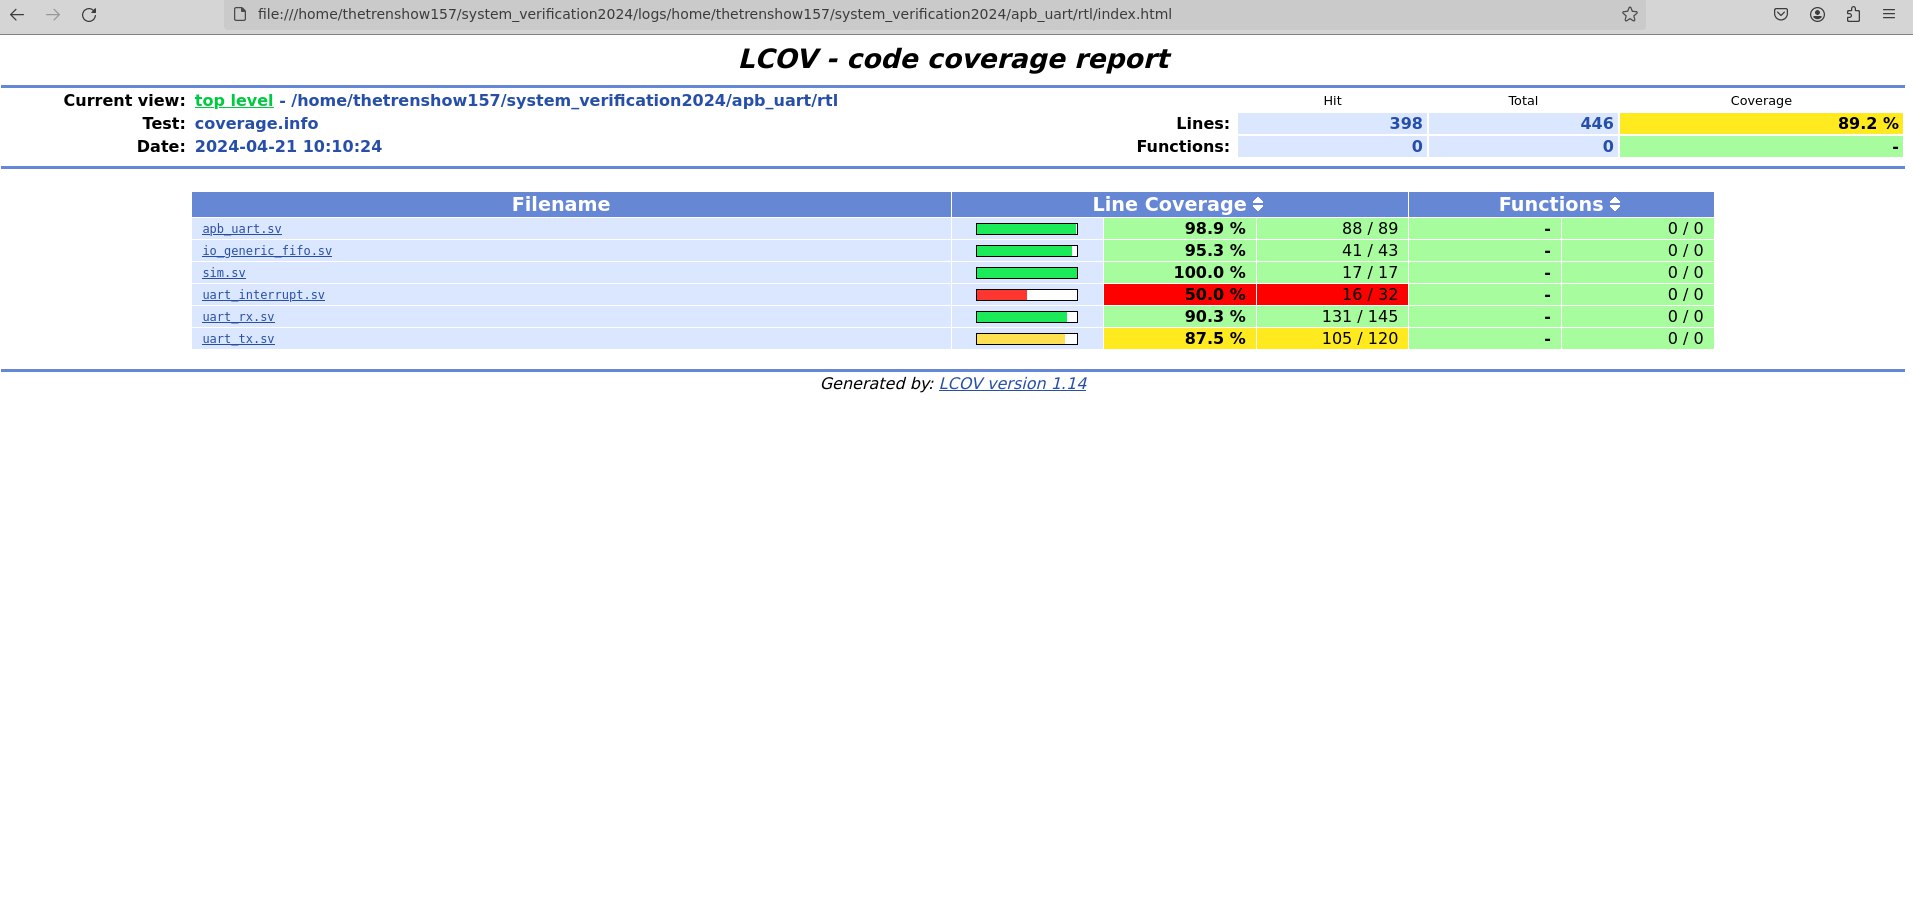 file:///home/thetrenshow157/system_verification2024/logs/home/thetrenshow157/system_verification2024/apb_uart/rtl/index.html
LCOV - code coverage report
Current view: top level - /home/thetrenshow157/system_verification2024/apb_uart/rtl Hit Total Coverage
Test: coverage.info Lines: 398 446 89.2 %
Date: 2024-04-21 10:10:24 Functions: 0 0 -
Filename Line Coverage Functions
apb_uart.sv 98.9 % 88 / 89 - 0 / 0
io_generic_fifo.sv 95.3 % 41 / 43 - 0 / 0
sim.sv 100.0 % 17 / 17 - 0 / 0
uart_interrupt.sv 50.0 % 16 / 32 - 0 / 0
uart_rx.sv 90.3 % 131 / 145 - 0 / 0
uart_tx.sv 87.5 % 105 / 120 - 0 / 0
Generated by: LCOV version 1.14